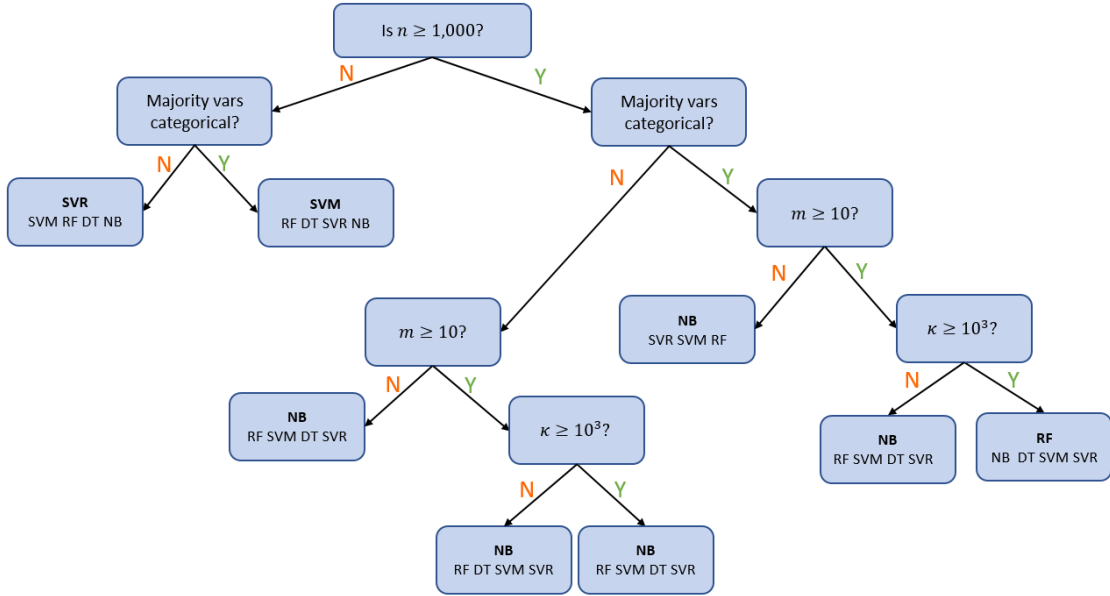 Is n ≥ 1,000?
N
Y
Majority vars
categorical?
Majority vars
categorical?
N
Y
N
Y
SVR
SVM RF DT NB
SVM
RF DT SVR NB
m ≥ 10?
N
Y
m ≥ 10?
NB
SVR SVM RF
κ ≥ 10³?
N
Y
N
Y
NB
RF SVM DT SVR
κ ≥ 10³?
NB
RF SVM DT SVR
RF
NB DT SVM SVR
N
Y
NB
RF DT SVM SVR
NB
RF SVM DT SVR